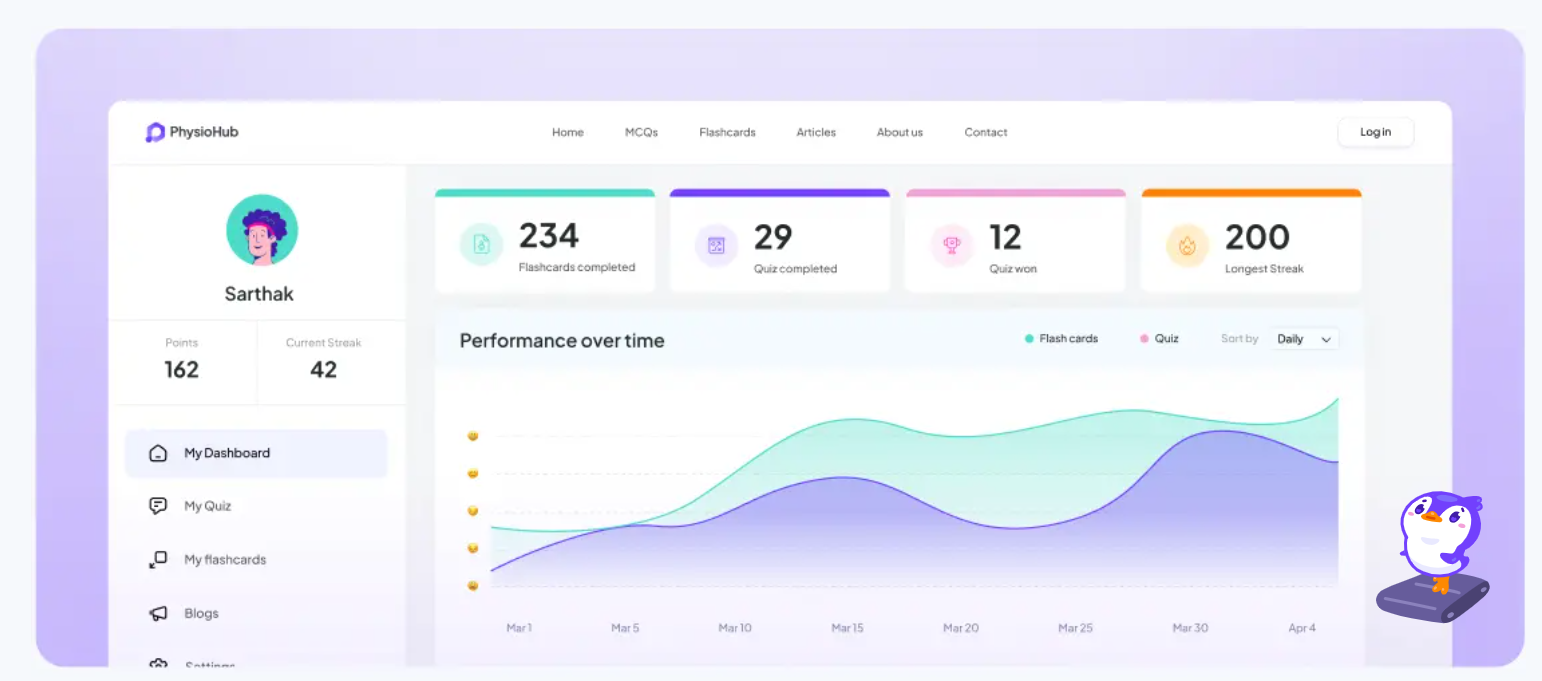 PhysioHub
Home MCQs Flashcards Articles About us Contact
Log in
Sarthak
Points
162
Current Streak
42
My Dashboard
My Quiz
My flashcards
Blogs
Settings
234
Flashcards completed
29
Quiz completed
12
Quiz won
200
Longest Streak
Performance over time
Flash cards
Quiz
Sort by Daily
Mar 1 Mar 5 Mar 10 Mar 15 Mar 20 Mar 25 Mar 30 Apr 4